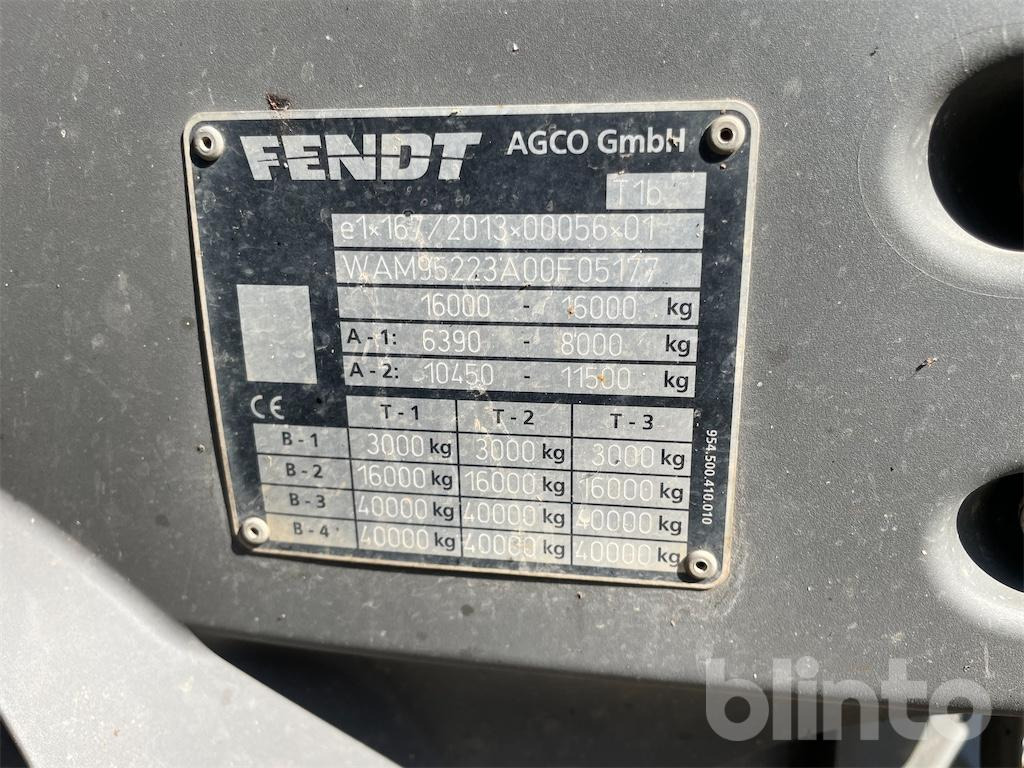 FENDT AGCO GmbH
T1b
e1*167/2013*00056*01
WAM95223A00F05177
16000 - 16000 kg
A - 1: 6390 - 8000 kg
A - 2: 10450 - 11500 kg
CE T - 1 T - 2 T - 3
B - 1 3000 kg 3000 kg 3000 kg
B - 2 16000 kg 16000 kg 16000 kg
B - 3 40000 kg 40000 kg 40000 kg
B - 4 40000 kg 40000 kg 40000 kg
954.500.410.010
blinto